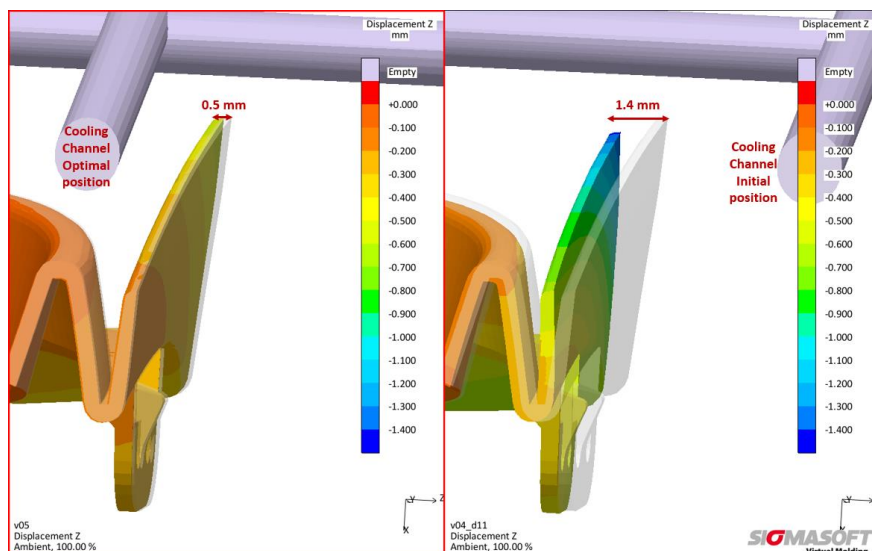 Displacement Z
mm
Empty
+0.000
-0.100
-0.200
-0.300
-0.400
-0.500
-0.600
-0.700
-0.800
-0.900
-1.000
-1.100
-1.200
-1.300
-1.400
0.5 mm
Cooling
Channel
Optimal
position
Z
Y
X
v05
Displacement Z
Ambient, 100.00 %
Displacement Z
mm
Empty
+0.000
-0.100
-0.200
-0.300
-0.400
-0.500
-0.600
-0.700
-0.800
-0.900
-1.000
-1.100
-1.200
-1.300
-1.400
1.4 mm
Cooling
Channel
Initial
position
Y
Z
X
v04_d11
Displacement Z
Ambient, 100.00 %
SIGMASOFT
Virtual Molding